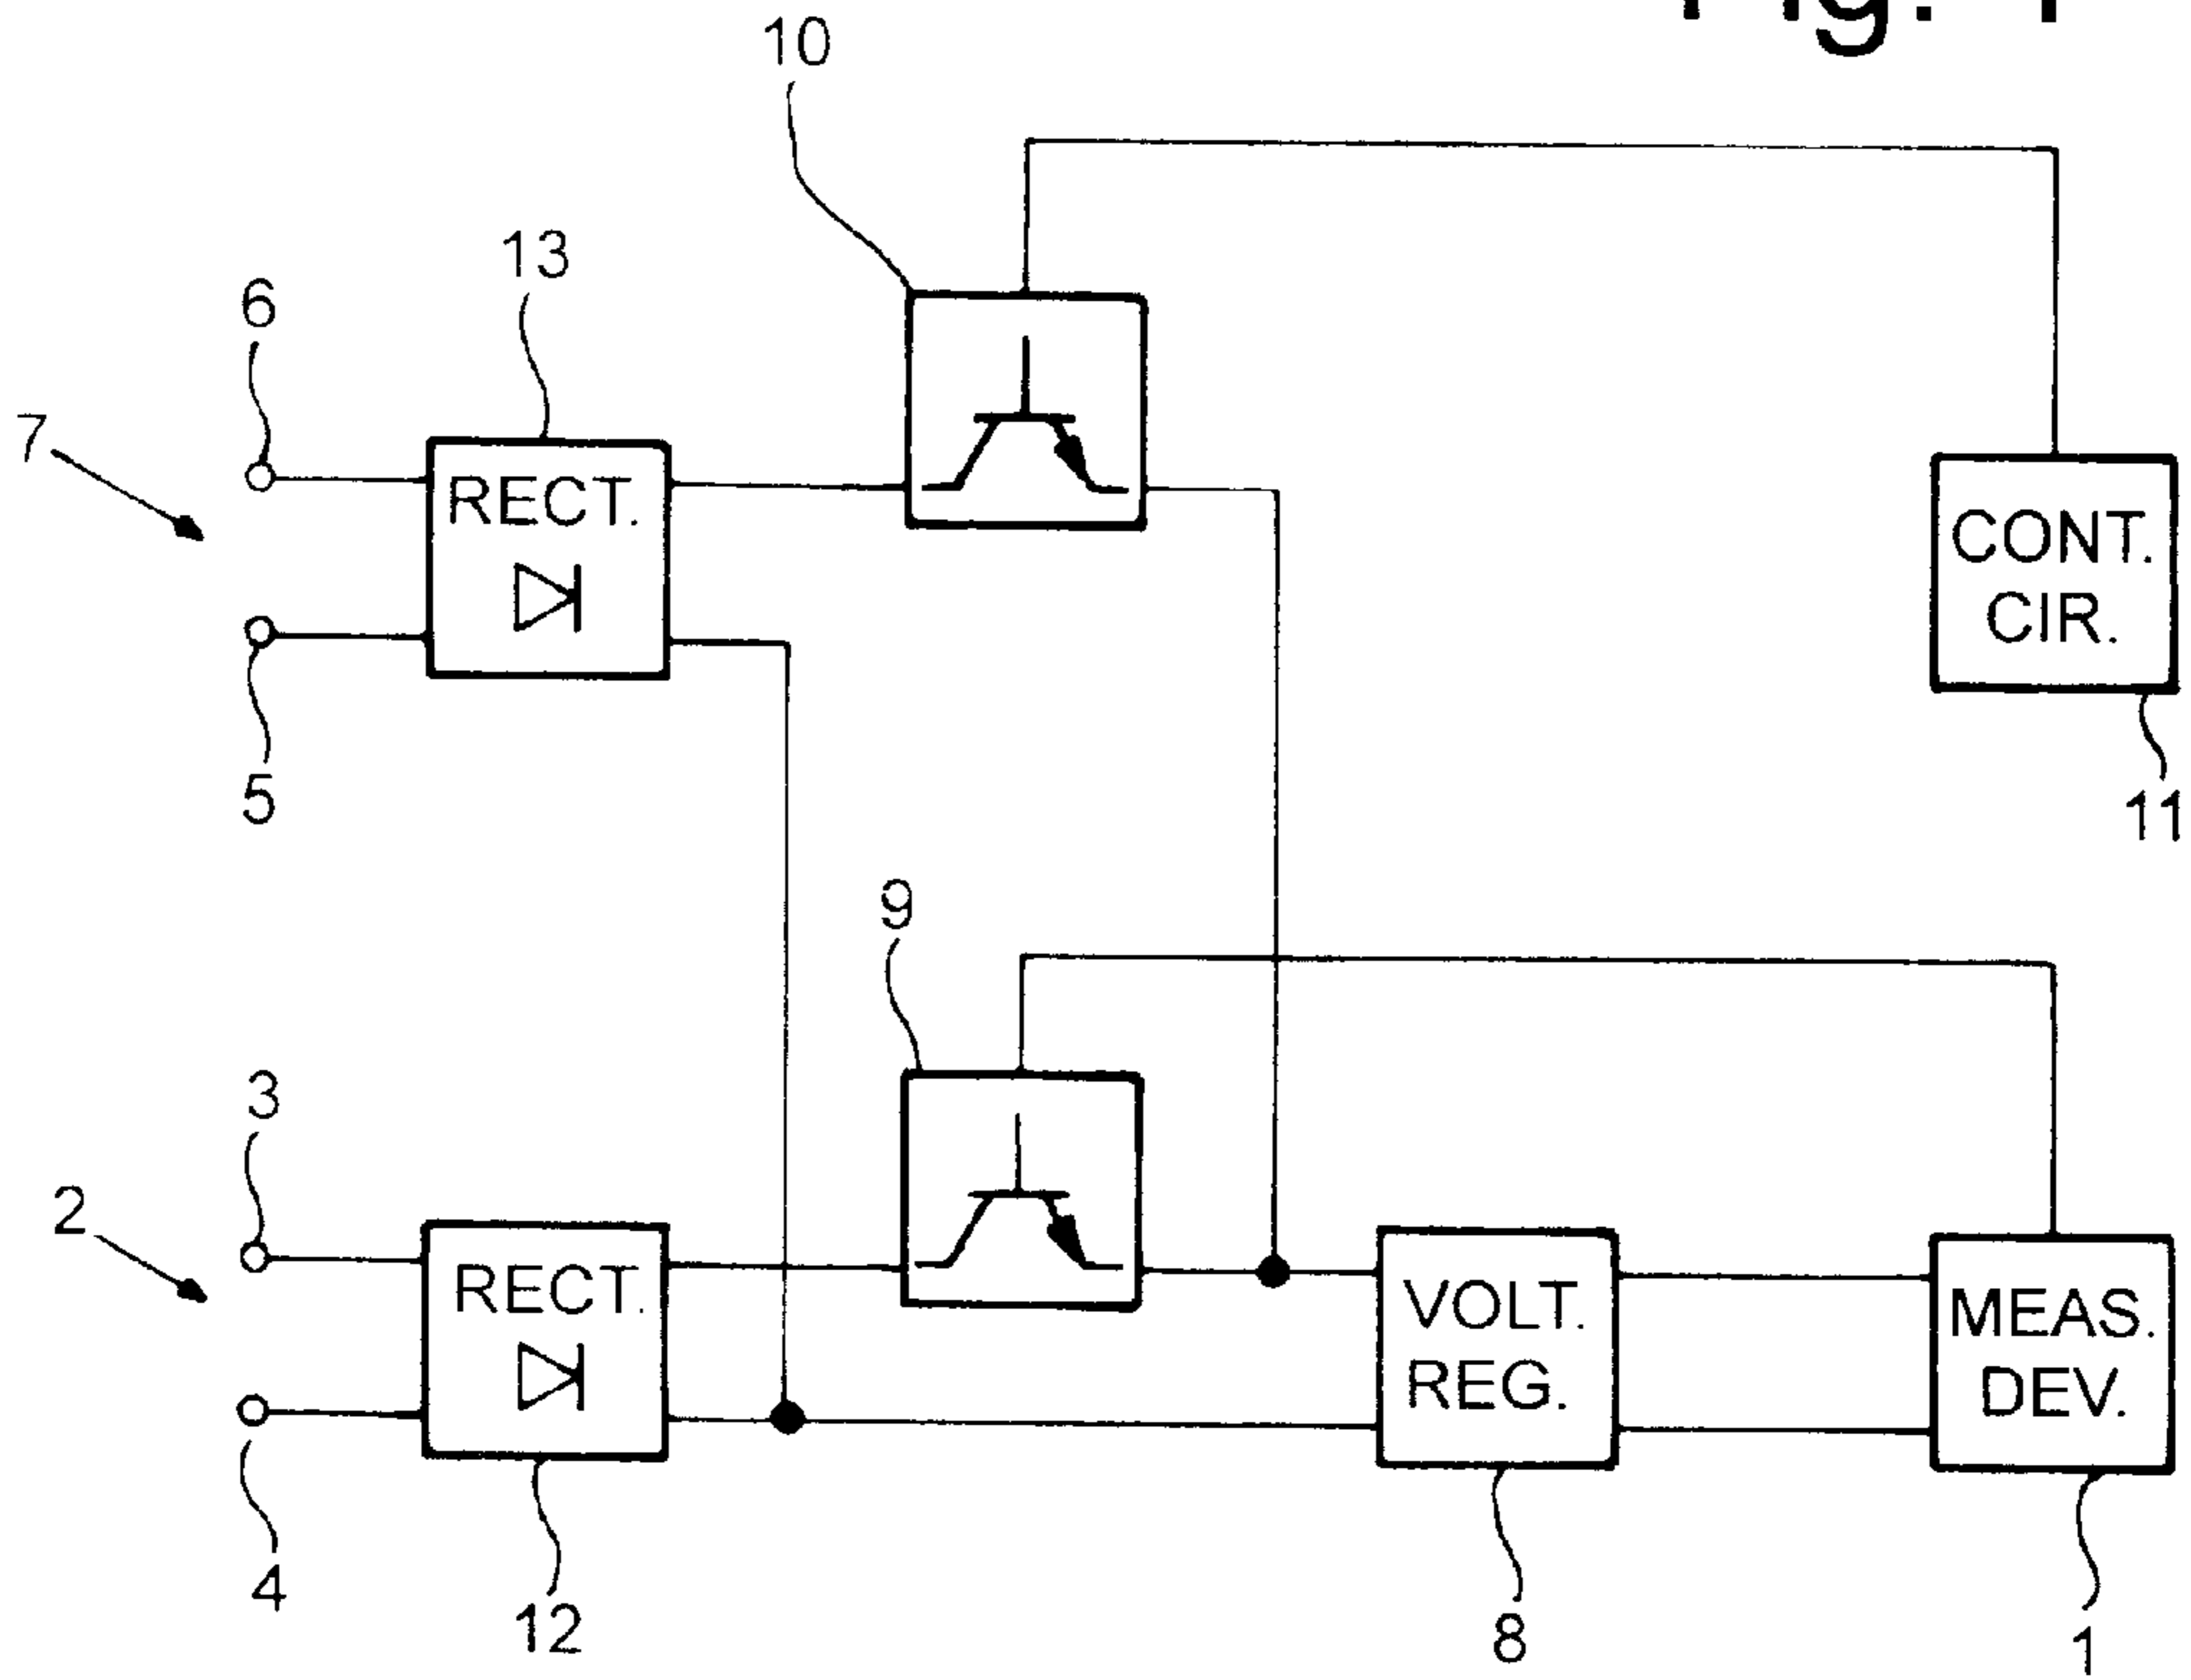 10
13
6
7
RECT.
CONT.
CIR.
5
11
9
3
2
RECT.
VOLT.
REG.
MEAS.
DEV.
4
12
8
1